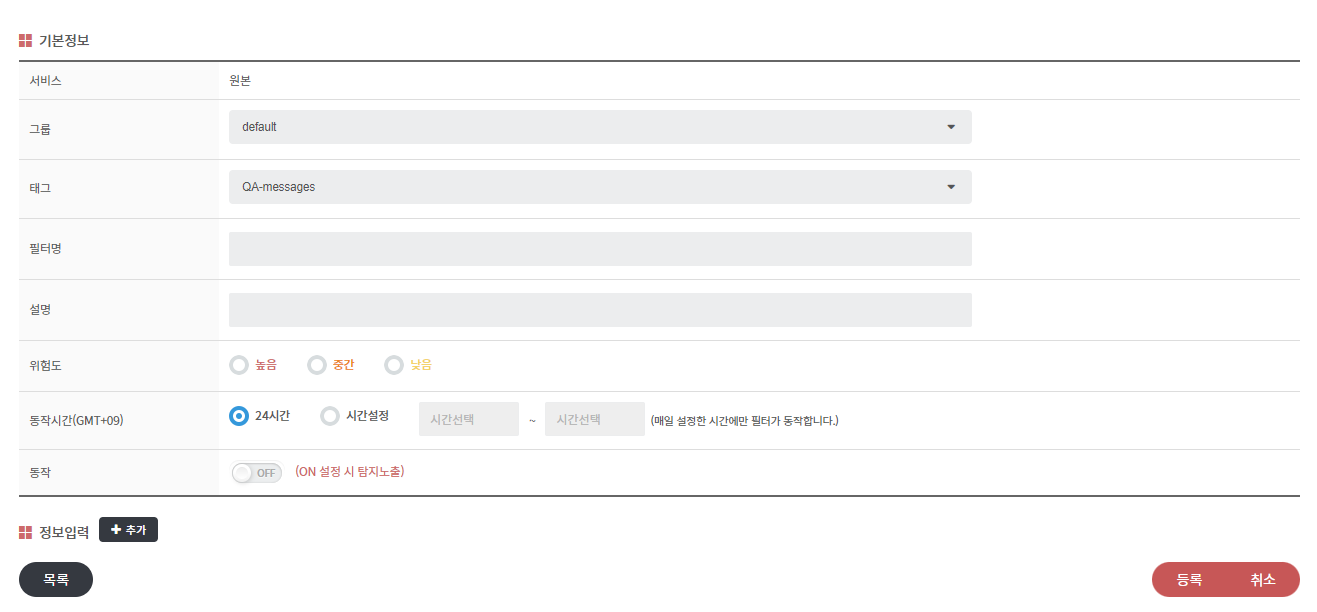 기본정보
서비스 원본
그룹 default
태그 QA-messages
필터명
설명
위험도 높음 중간 낮음
동작시간(GMT+09) 24시간 시간설정 시간선택 ~ 시간선택 (매일 설정한 시간에만 필터가 동작합니다.)
동작 OFF (ON 설정 시 탐지노출)
정보입력 + 추가
목록 등록 취소